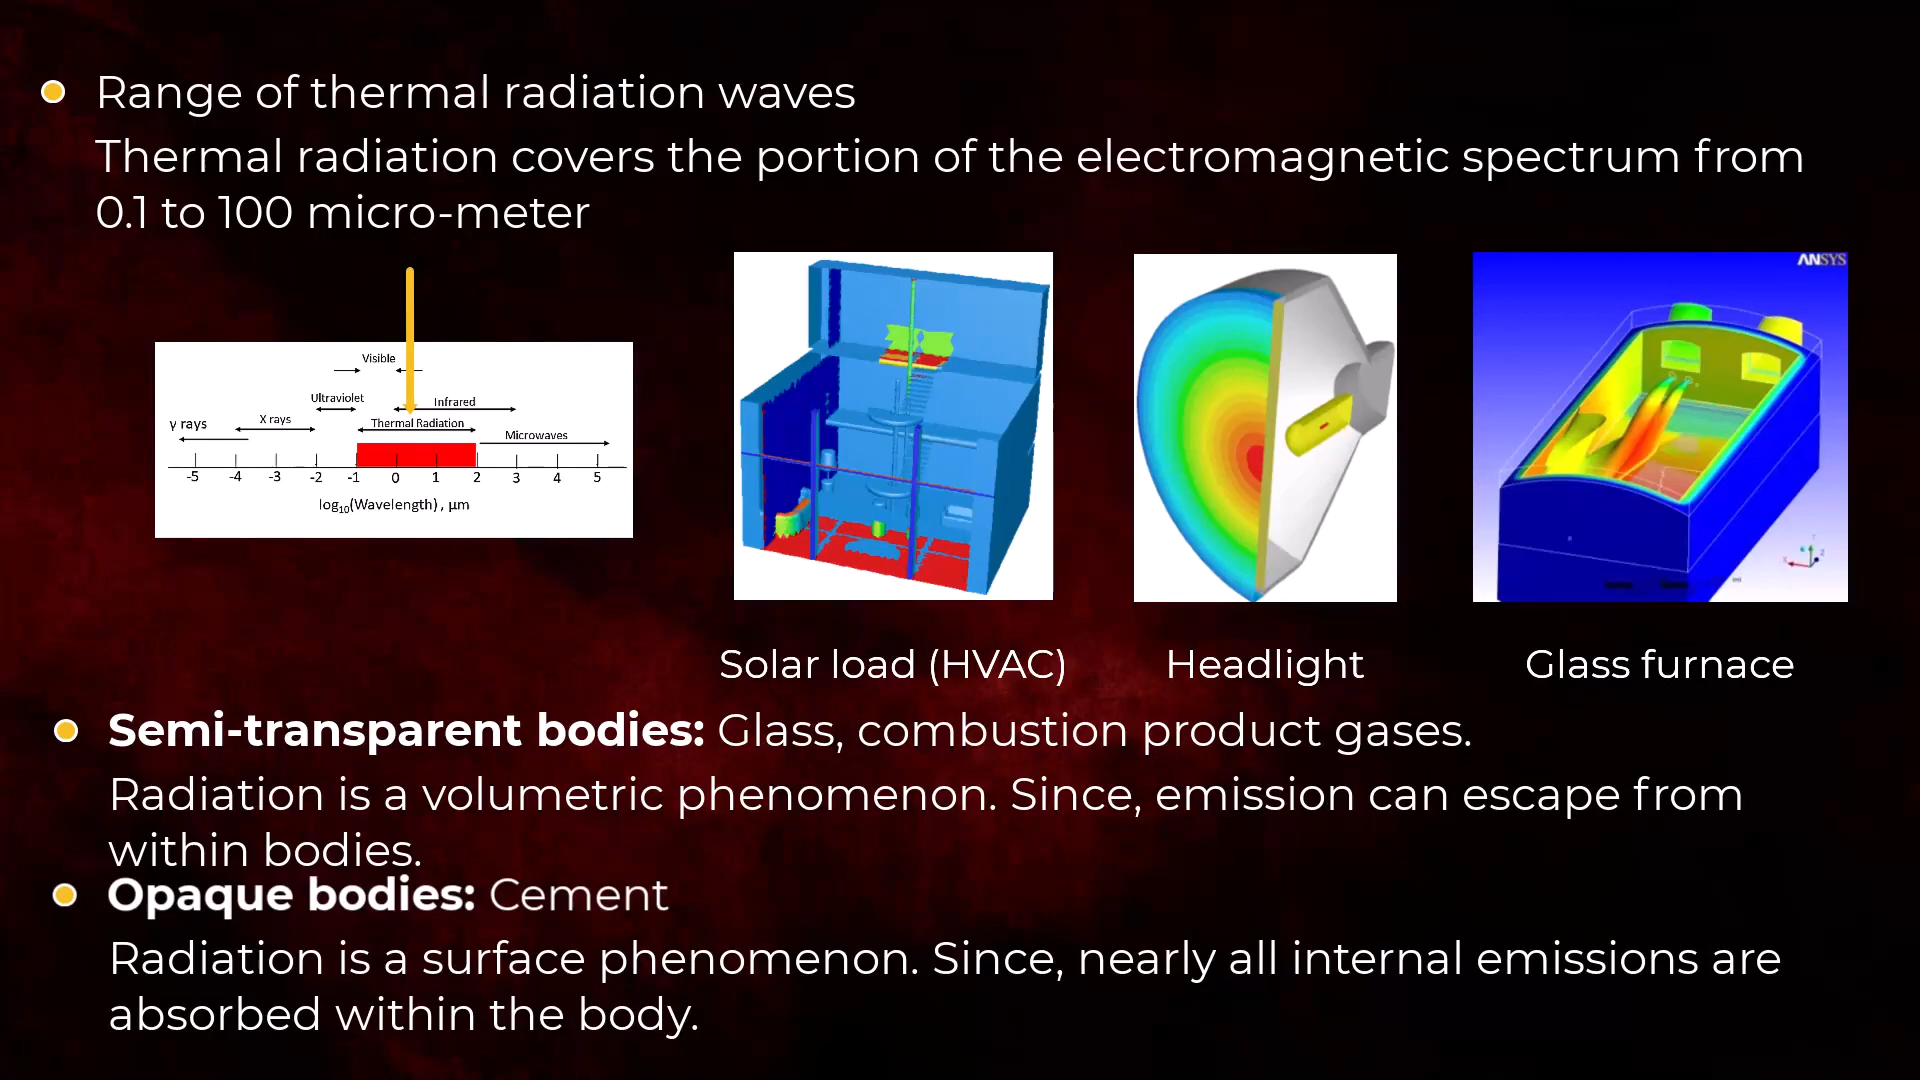 Range of thermal radiation waves
Thermal radiation covers the portion of the electromagnetic spectrum from
0.1 to 100 micro-meter
Visible
Ultraviolet
Infrared
γ rays
X rays
Thermal Radiation
Microwaves
-5 -4 -3 -2 -1 0 1 2 3 4 5
log10(Wavelength) , μm
ANSYS
Solar load (HVAC)
Headlight
Glass furnace
Semi-transparent bodies: Glass, combustion product gases.
Radiation is a volumetric phenomenon. Since, emission can escape from
within bodies.
Opaque bodies: Cement
Radiation is a surface phenomenon. Since, nearly all internal emissions are
absorbed within the body.